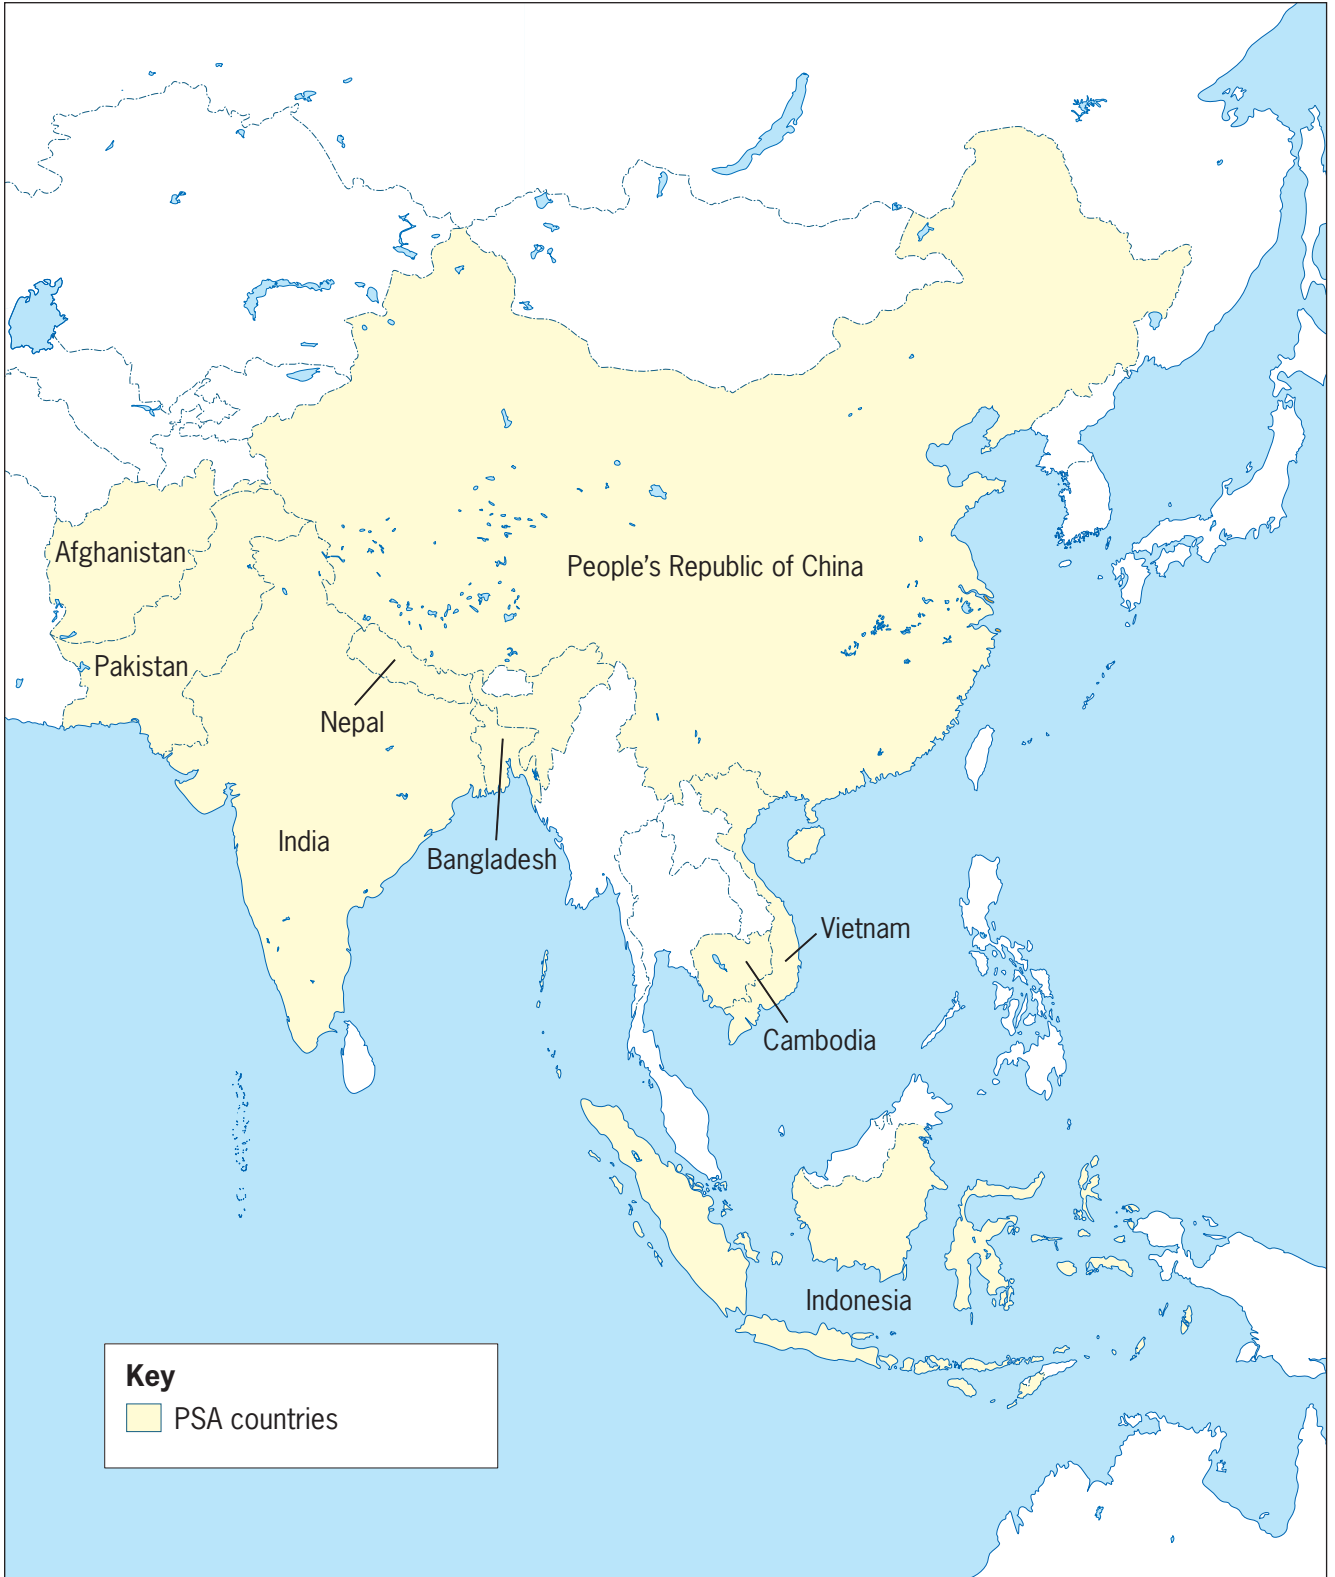 Afghanistan
People’s Republic of China
Pakistan
Nepal
India
Bangladesh
Vietnam
Cambodia
Indonesia
Key
PSA countries